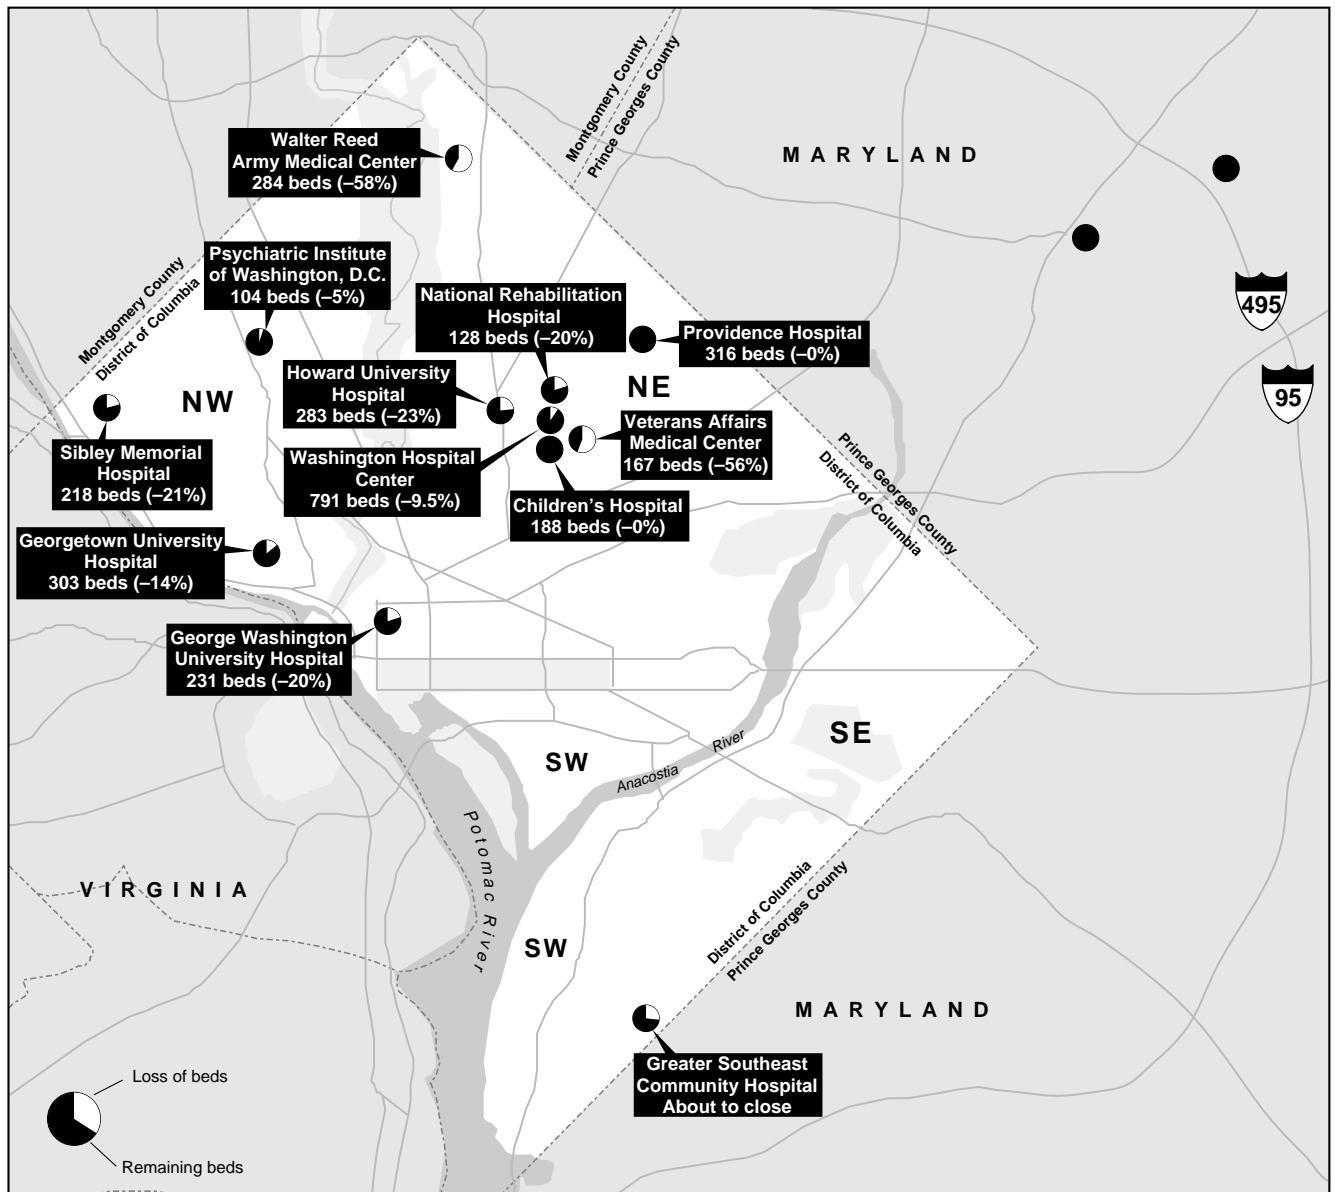 Montgomery County
Prince Georges County
MARYLAND
Walter Reed
Army Medical Center
284 beds (–58%)
Psychiatric Institute
of Washington, D.C.
104 beds (–5%)
Montgomery County
District of Columbia
National Rehabilitation
Hospital
128 beds (–20%)
Providence Hospital
316 beds (–0%)
495
95
NW
NE
Howard University
Hospital
283 beds (–23%)
Veterans Affairs
Medical Center
167 beds (–56%)
Sibley Memorial
Hospital
218 beds (–21%)
Washington Hospital
Center
791 beds (–9.5%)
Children's Hospital
188 beds (–0%)
Prince Georges County
District of Columbia
Georgetown University
Hospital
303 beds (–14%)
George Washington
University Hospital
231 beds (–20%)
SE
SW
Anacostia
River
Potomac River
VIRGINIA
SW
District of Columbia
Prince Georges County
MARYLAND
Greater Southeast
Community Hospital
About to close
Loss of beds
Remaining beds